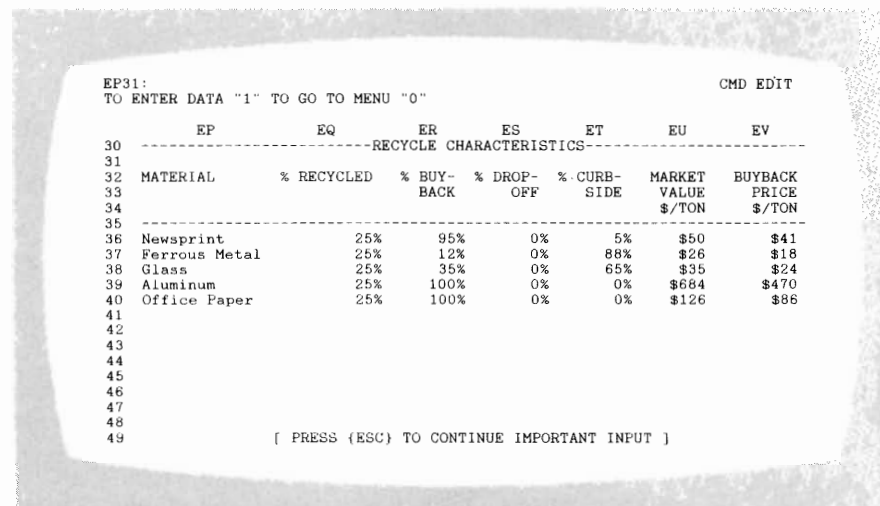 EP31: CMD EDIT
TO ENTER DATA "1" TO GO TO MENU "0"
EP EQ ER ES ET EU EV
30 ----------------------------RECYCLE CHARACTERISTICS---------------------------
31
32 MATERIAL % RECYCLED % BUY- % DROP- % CURB- MARKET BUYBACK
33 BACK OFF SIDE VALUE PRICE
34 $/TON $/TON
35 --------------------------------------------------------------------------------
36 Newsprint 25% 95% 0% 5% $50 $41
37 Ferrous Metal 25% 12% 0% 88% $26 $18
38 Glass 25% 35% 0% 65% $35 $24
39 Aluminum 25% 100% 0% 0% $684 $470
40 Office Paper 25% 100% 0% 0% $126 $86
41
42
43
44
45
46
47
48
49 [ PRESS {ESC} TO CONTINUE IMPORTANT INPUT ]